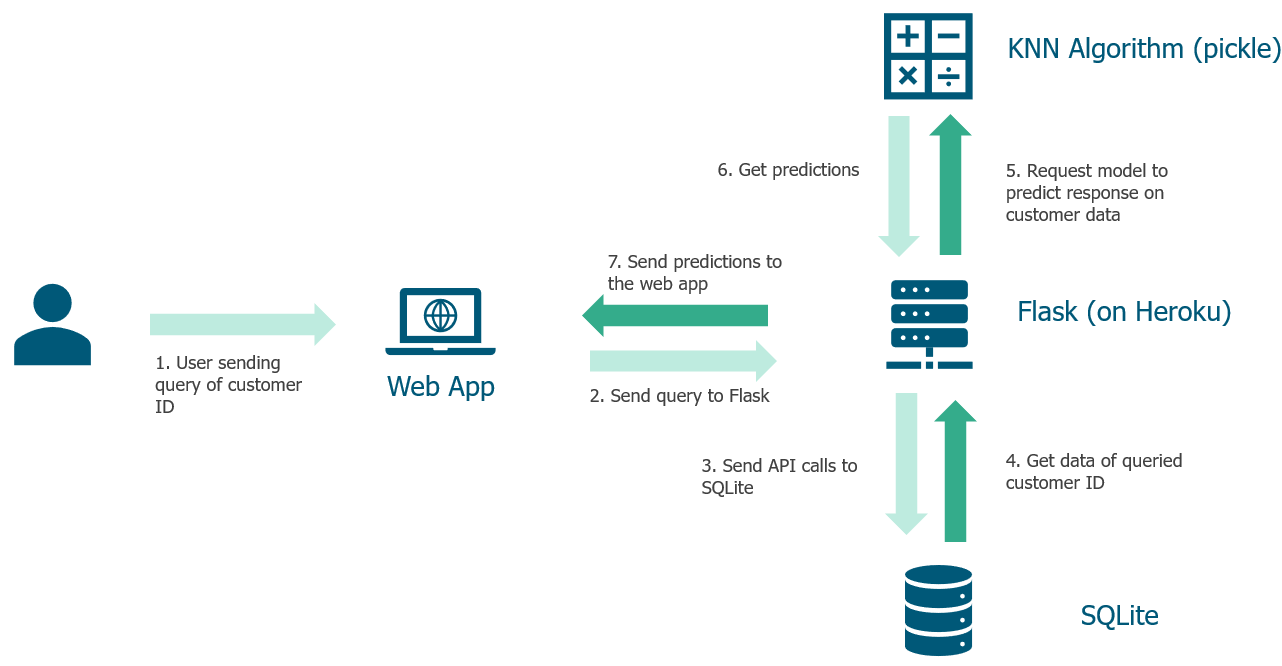 KNN Algorithm (pickle)
6. Get predictions
5. Request model to
predict response on
customer data
7. Send predictions to
the web app
Flask (on Heroku)
1. User sending
query of customer
ID
Web App
2. Send query to Flask
3. Send API calls to
SQLite
4. Get data of queried
customer ID
SQLite